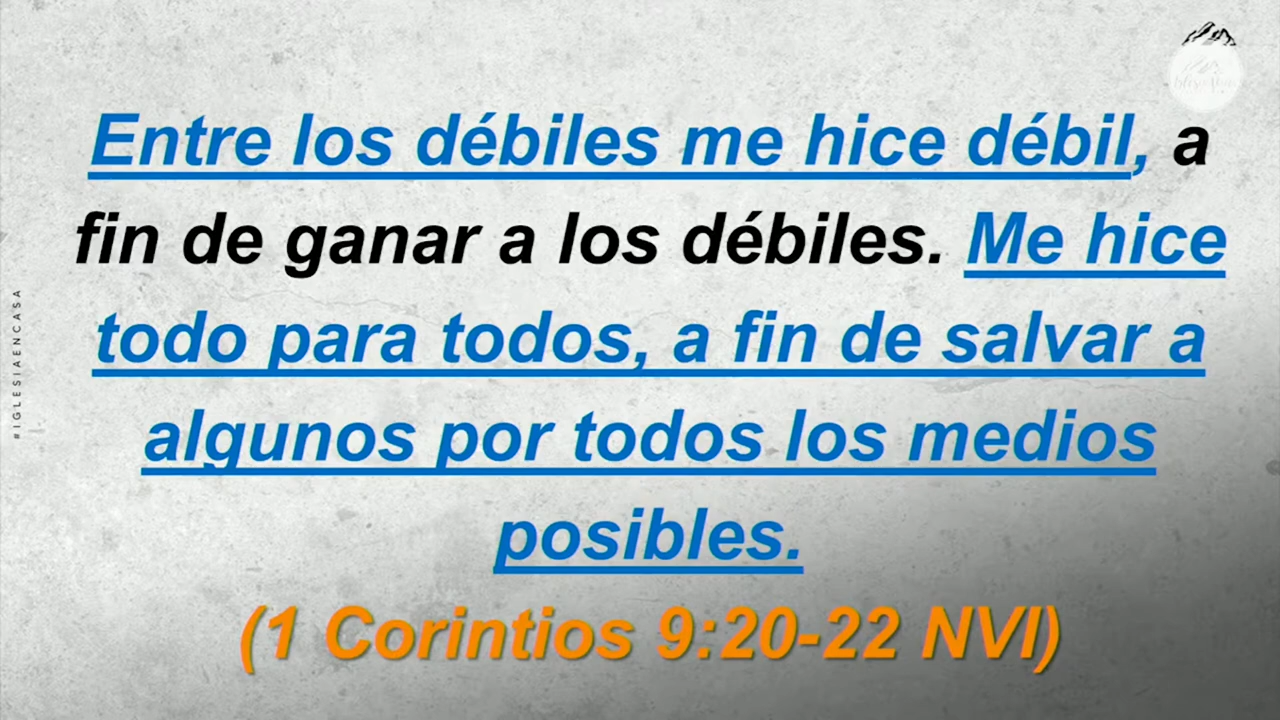 Entre los débiles me hice débil, a
fin de ganar a los débiles. Me hice
todo para todos, a fin de salvar a
algunos por todos los medios
posibles.
(1 Corintios 9:20-22 NVI)
#IGLESIAENCASA